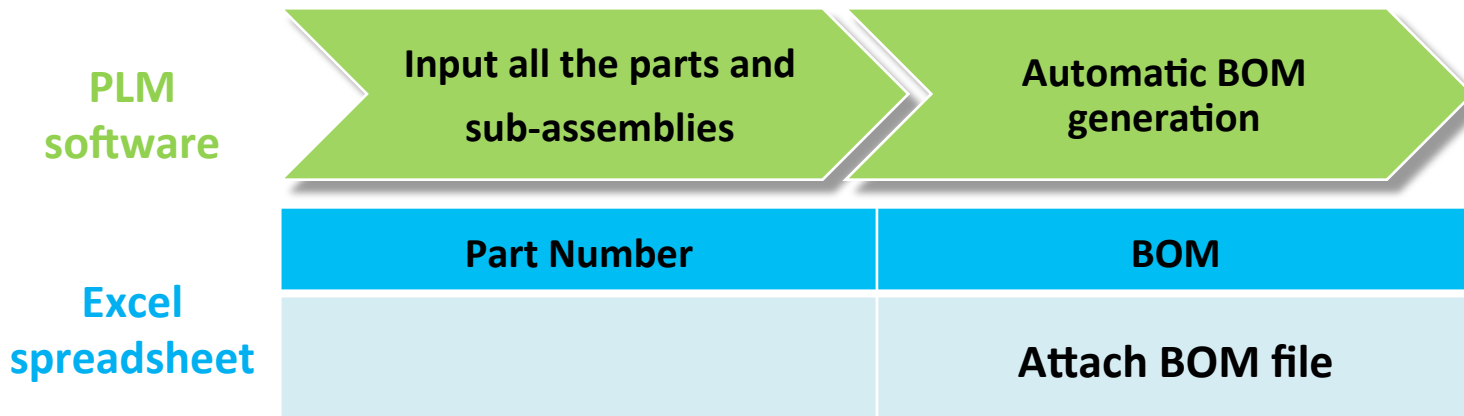 PLM
software
Input all the parts and
sub-assemblies
Automatic BOM
generation
Part Number
BOM
Excel
spreadsheet
Attach BOM file